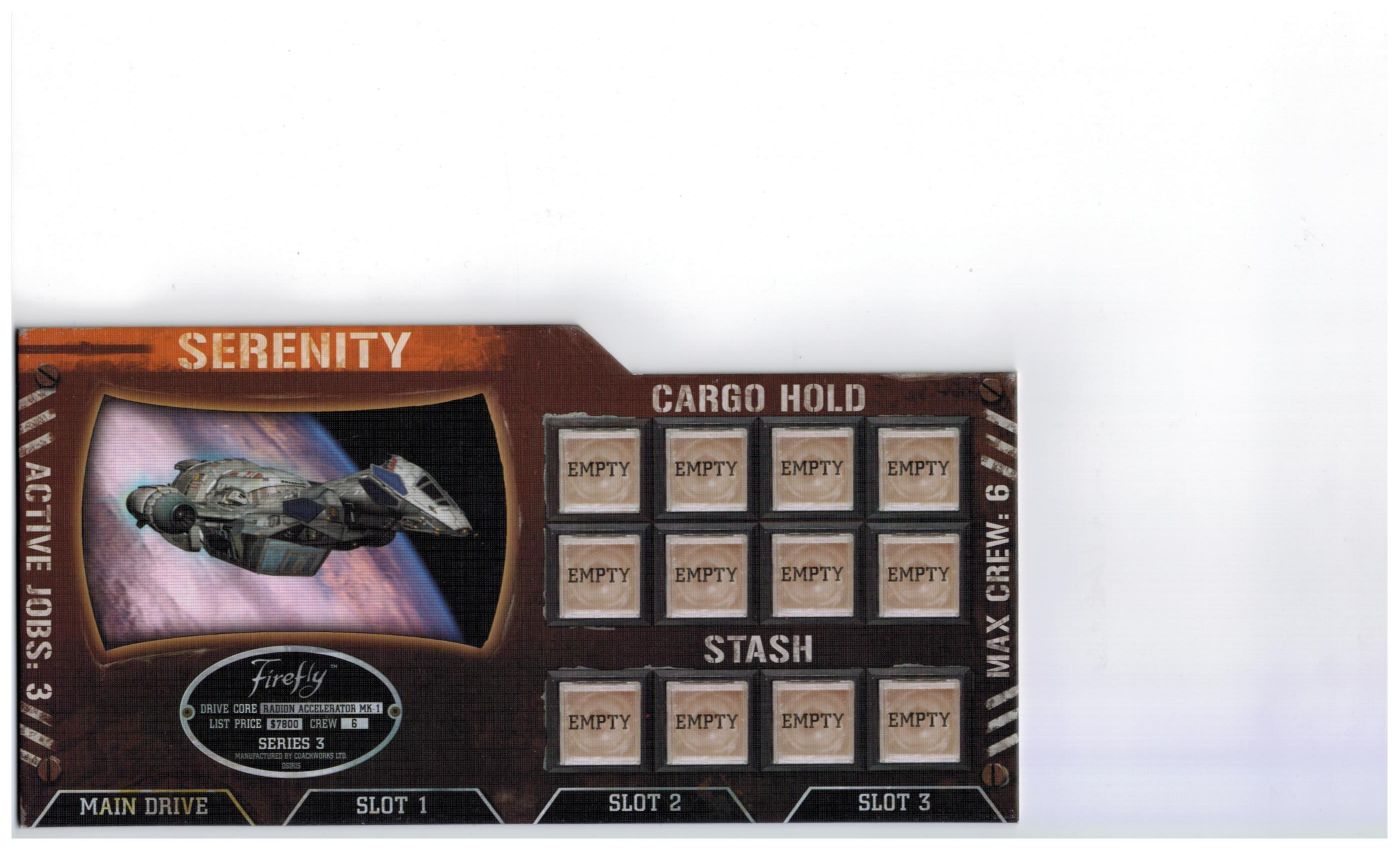 SERENITY
ACTIVE JOBS: 3
Firefly™
DRIVE CORE RADION ACCELERATOR MK-1
LIST PRICE $7800 CREW 6
SERIES 3
MANUFACTURED BY COACHWORKS LTD.
OSIRIS
CARGO HOLD
EMPTY EMPTY EMPTY EMPTY
EMPTY EMPTY EMPTY EMPTY
STASH
EMPTY EMPTY EMPTY EMPTY
MAX CREW: 6
MAIN DRIVE SLOT 1 SLOT 2 SLOT 3